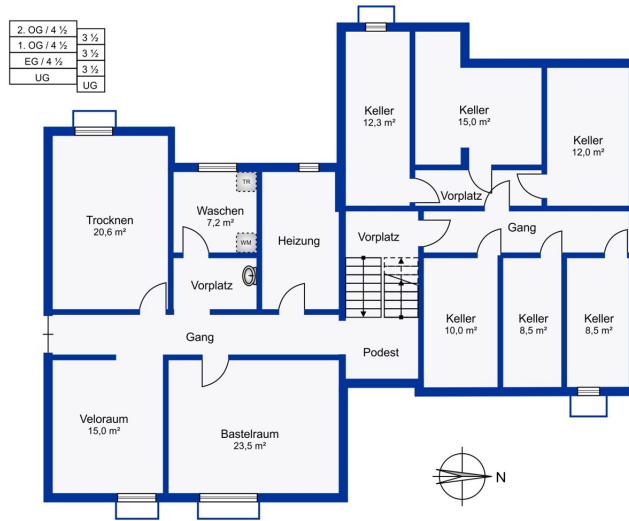 2. OG / 4 ½
3 ½
1. OG / 4 ½
3 ½
EG / 4 ½
3 ½
UG
UG
Keller
12,3 m²
Keller
15,0 m²
Keller
12,0 m²
TR
Trocknen
20,6 m²
Waschen
7,2 m²
WM
Heizung
Vorplatz
Vorplatz
Gang
Vorplatz
Gang
Podest
Keller
10,0 m²
Keller
8,5 m²
Keller
8,5 m²
Veloraum
15,0 m²
Bastelraum
23,5 m²
N